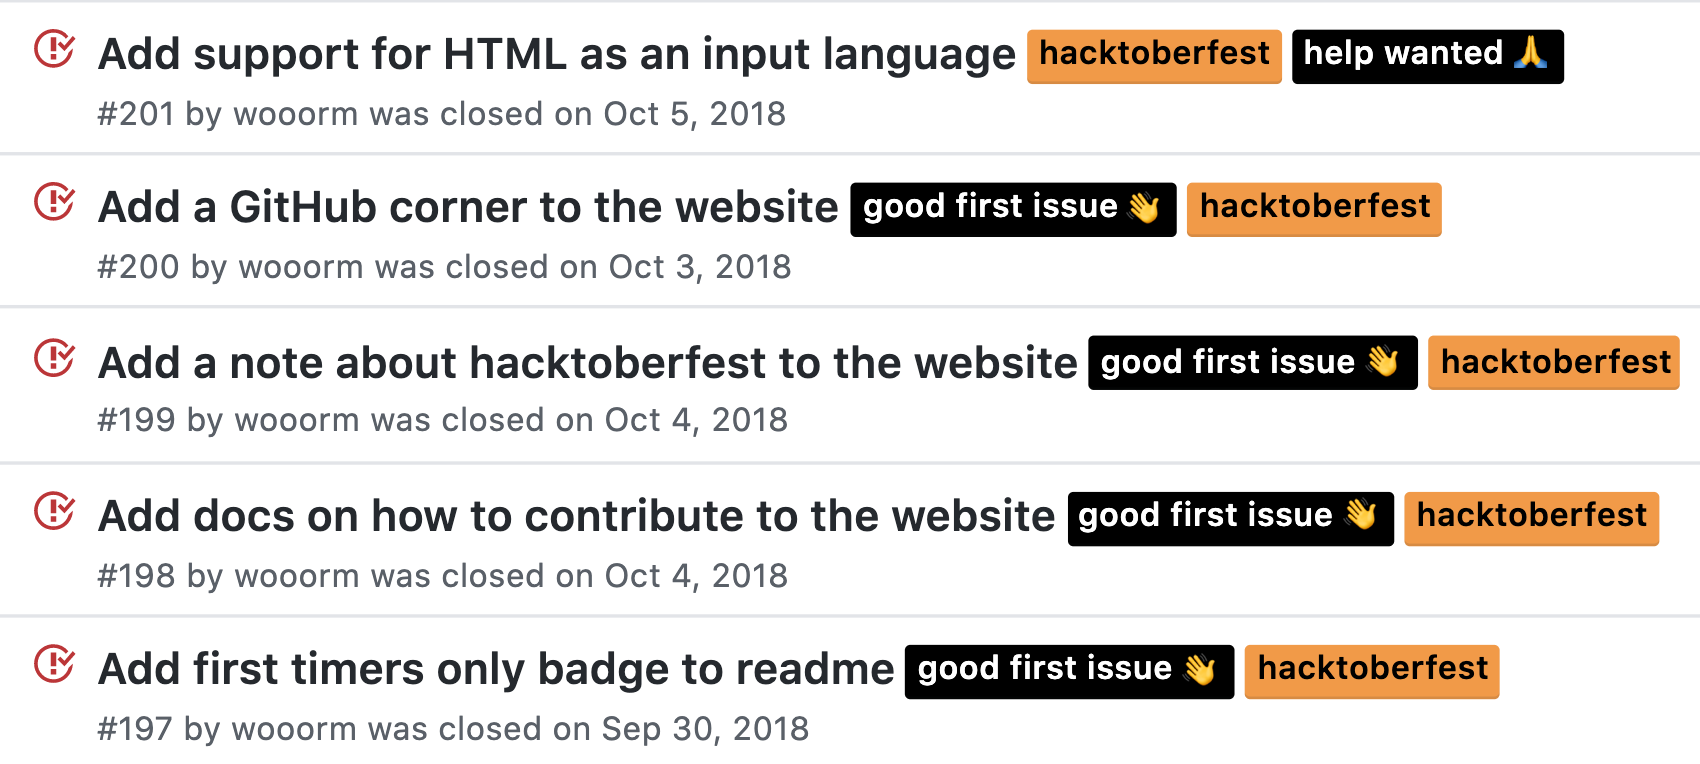 Add support for HTML as an input language hacktoberfest help wanted 🙏
#201 by wooorm was closed on Oct 5, 2018
Add a GitHub corner to the website good first issue 👋 hacktoberfest
#200 by wooorm was closed on Oct 3, 2018
Add a note about hacktoberfest to the website good first issue 👋 hacktoberfest
#199 by wooorm was closed on Oct 4, 2018
Add docs on how to contribute to the website good first issue 👋 hacktoberfest
#198 by wooorm was closed on Oct 4, 2018
Add first timers only badge to readme good first issue 👋 hacktoberfest
#197 by wooorm was closed on Sep 30, 2018